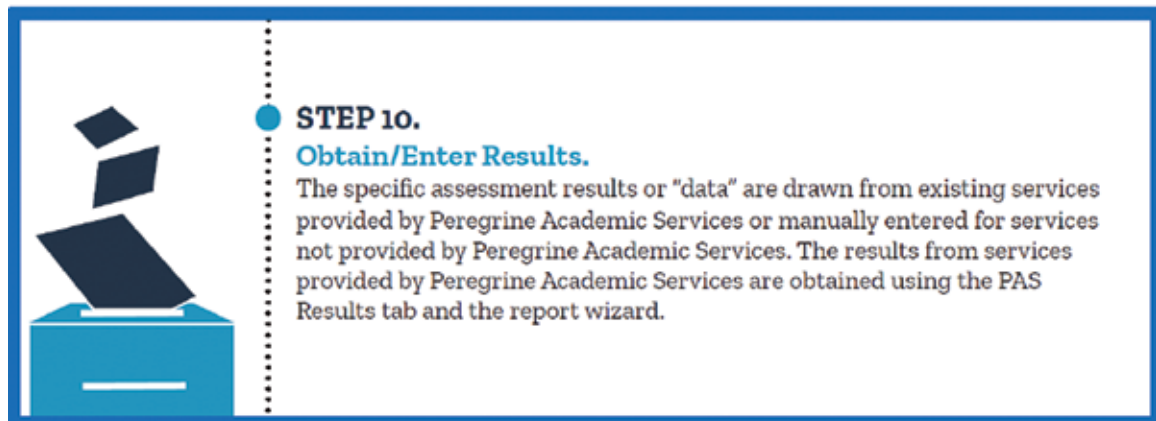 STEP 10.
Obtain/Enter Results.
The specific assessment results or "data" are drawn from existing services
provided by Peregrine Academic Services or manually entered for services
not provided by Peregrine Academic Services. The results from services
provided by Peregrine Academic Services are obtained using the PAS
Results tab and the report wizard.